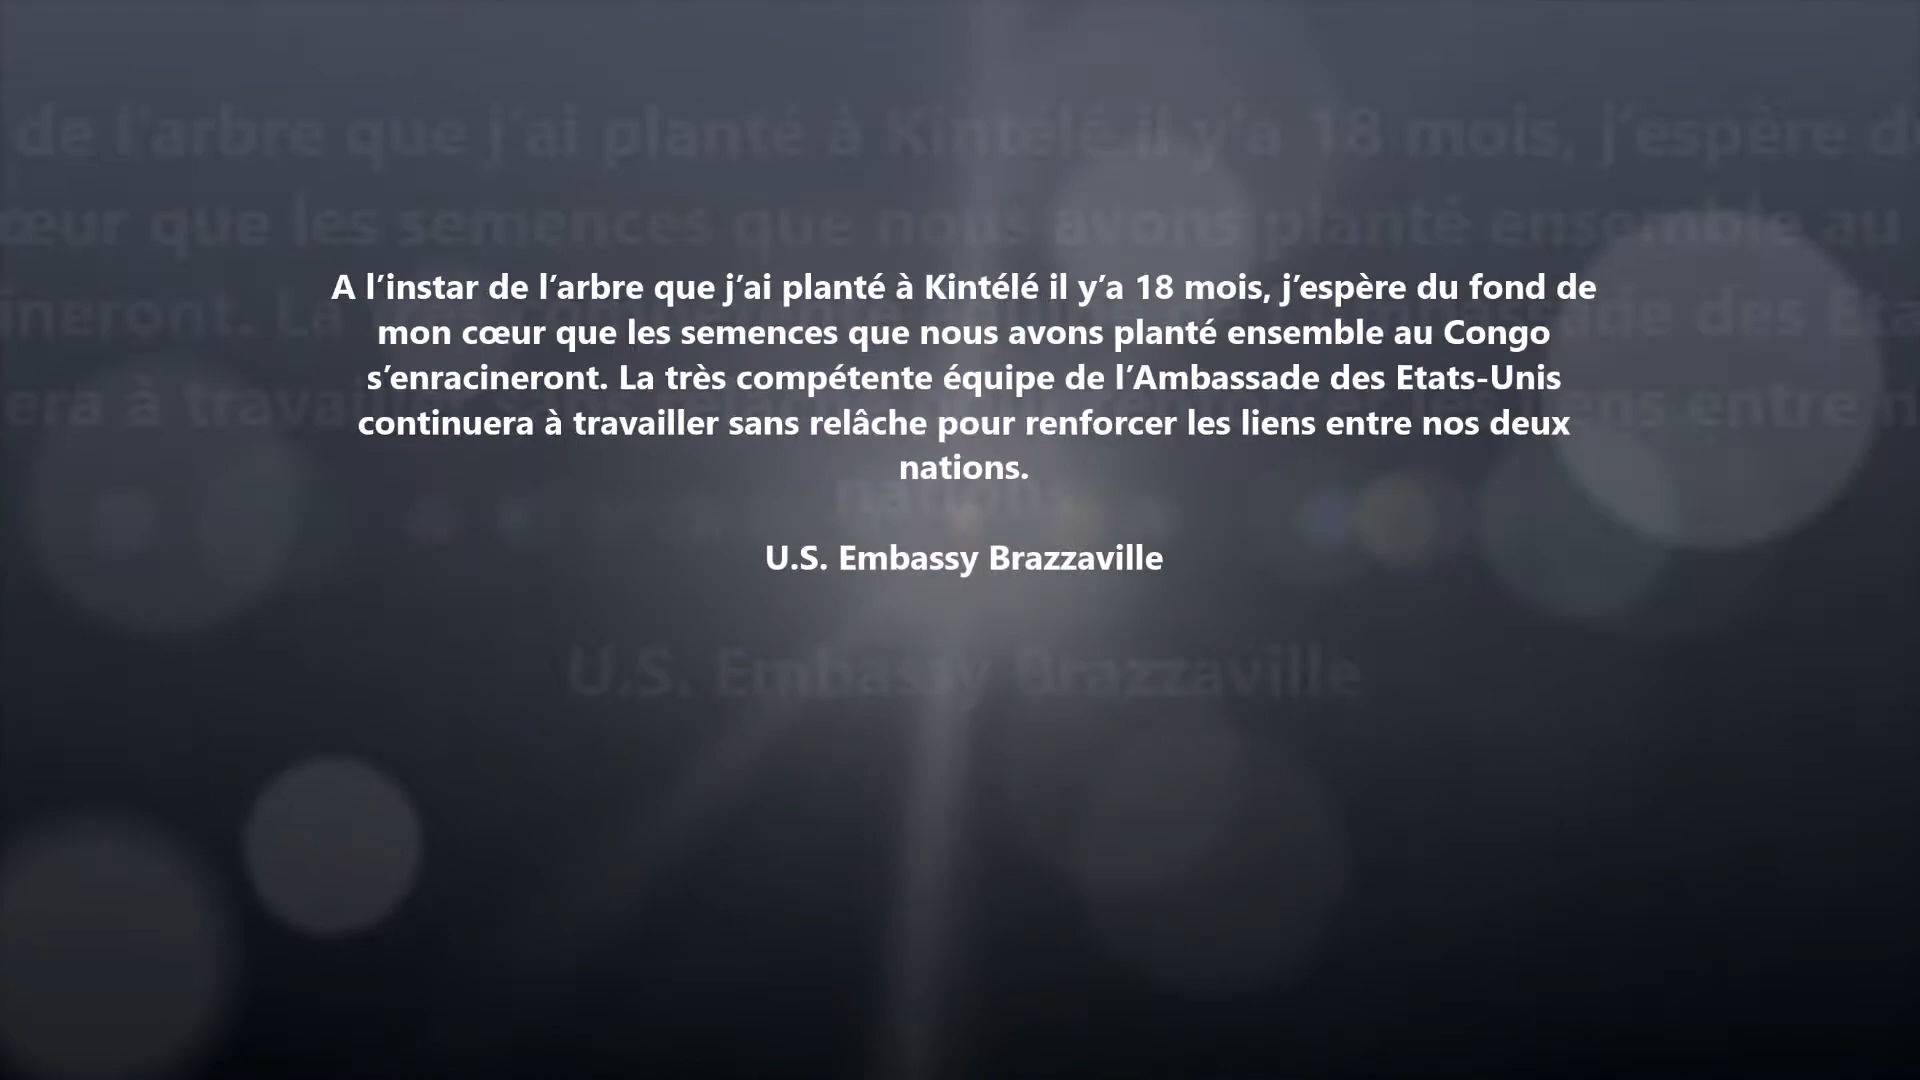 A l’instar de l’arbre que j’ai planté à Kintélé il y’a 18 mois, j’espère du fond de
mon cœur que les semences que nous avons planté ensemble au Congo
s’enracineront. La très compétente équipe de l’Ambassade des Etats-Unis
continuera à travailler sans relâche pour renforcer les liens entre nos deux
nations.
U.S. Embassy Brazzaville